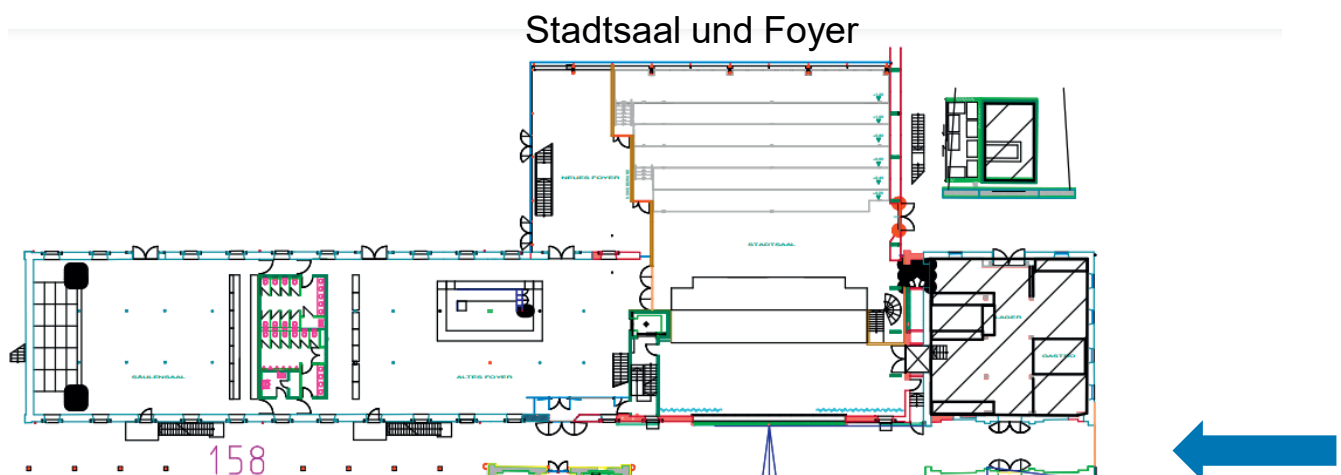 Stadtsaal und Foyer
NEUES FOYER
STADTSAAL
LAGER
GASTRO
SÄULENSAAL
ALTES FOYER
158